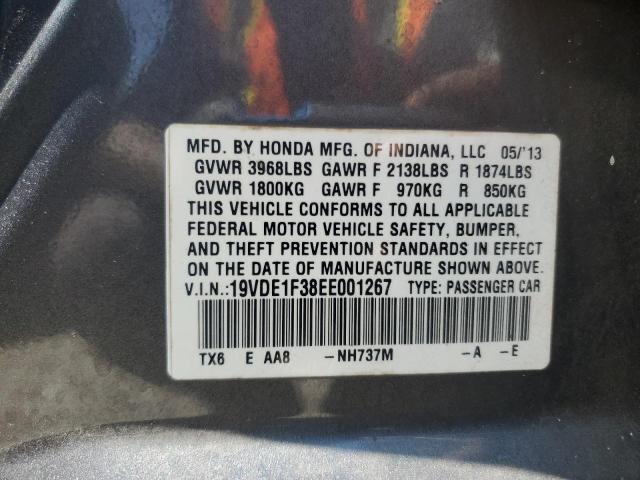 MFD. BY HONDA MFG. OF INDIANA, LLC 05/'13
GVWR 3968LBS GAWR F 2138LBS R 1874LBS
GVWR 1800KG GAWR F 970KG R 850KG
THIS VEHICLE CONFORMS TO ALL APPLICABLE
FEDERAL MOTOR VEHICLE SAFETY, BUMPER,
AND THEFT PREVENTION STANDARDS IN EFFECT
ON THE DATE OF MANUFACTURE SHOWN ABOVE.
V.I.N.:19VDE1F38EE001267 TYPE: PASSENGER CAR
TX6 E AA8 -NH737M -A -E